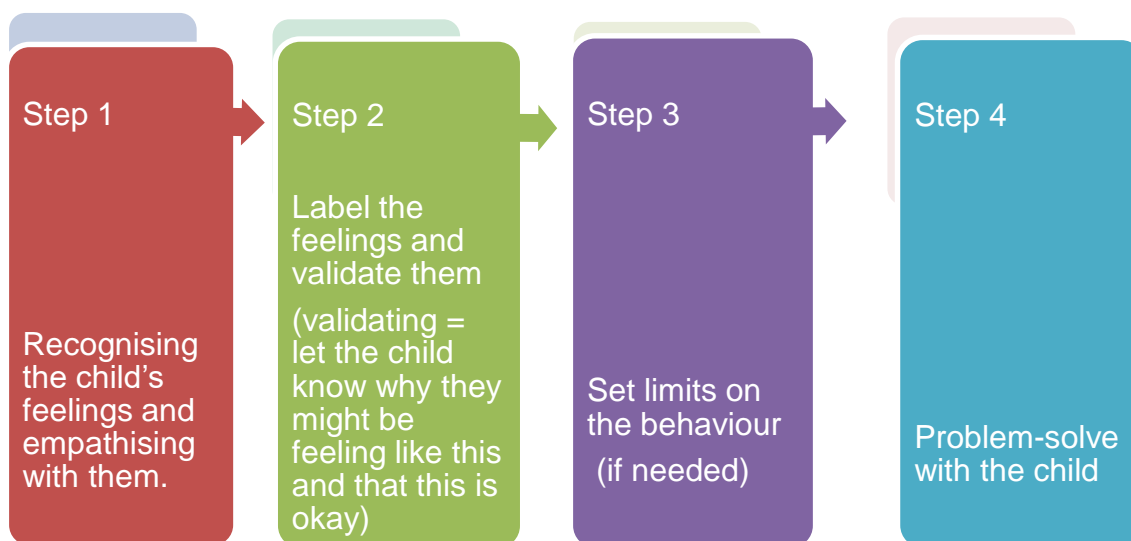 Step 1
Recognising
the child's
feelings and
empathising
with them.
Step 2
Label the
feelings and
validate them
(validating =
let the child
know why they
might be
feeling like this
and that this is
okay)
Step 3
Set limits on
the behaviour
(if needed)
Step 4
Problem-solve
with the child